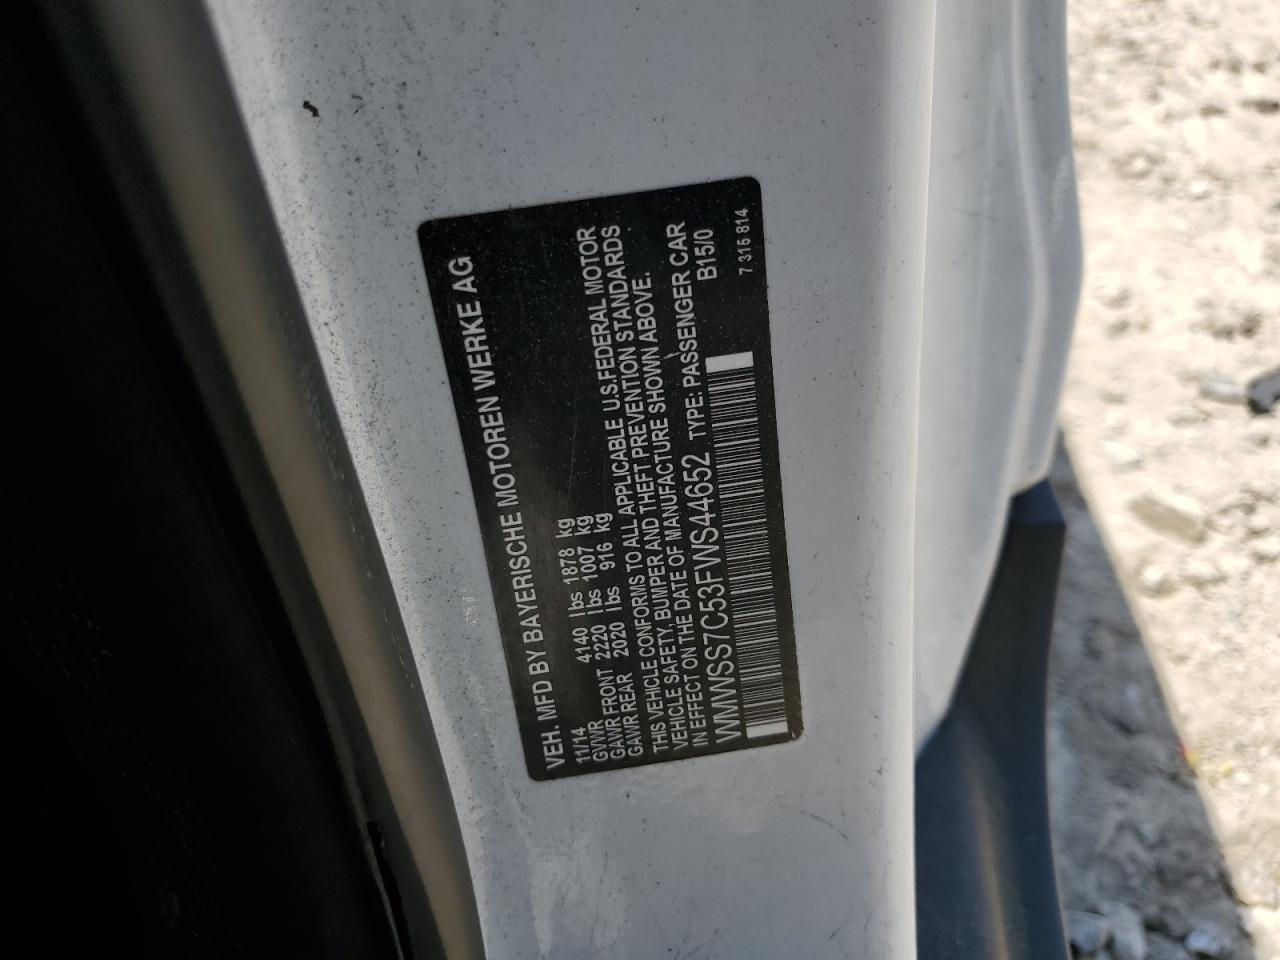 VEH. MFD BY BAYERISCHE MOTOREN WERKE AG
11/14
GVWR 4140 lbs 1878 kg
GAWR FRONT 2220 lbs 1007 kg
GAWR REAR 2020 lbs 916 kg
THIS VEHICLE CONFORMS TO ALL APPLICABLE U.S.FEDERAL MOTOR
VEHICLE SAFETY, BUMPER AND THEFT PREVENTION STANDARDS
IN EFFECT ON THE DATE OF MANUFACTURE SHOWN ABOVE.
WMWSS7C53FWS44652 TYPE: PASSENGER CAR
B15/0
7 315 814